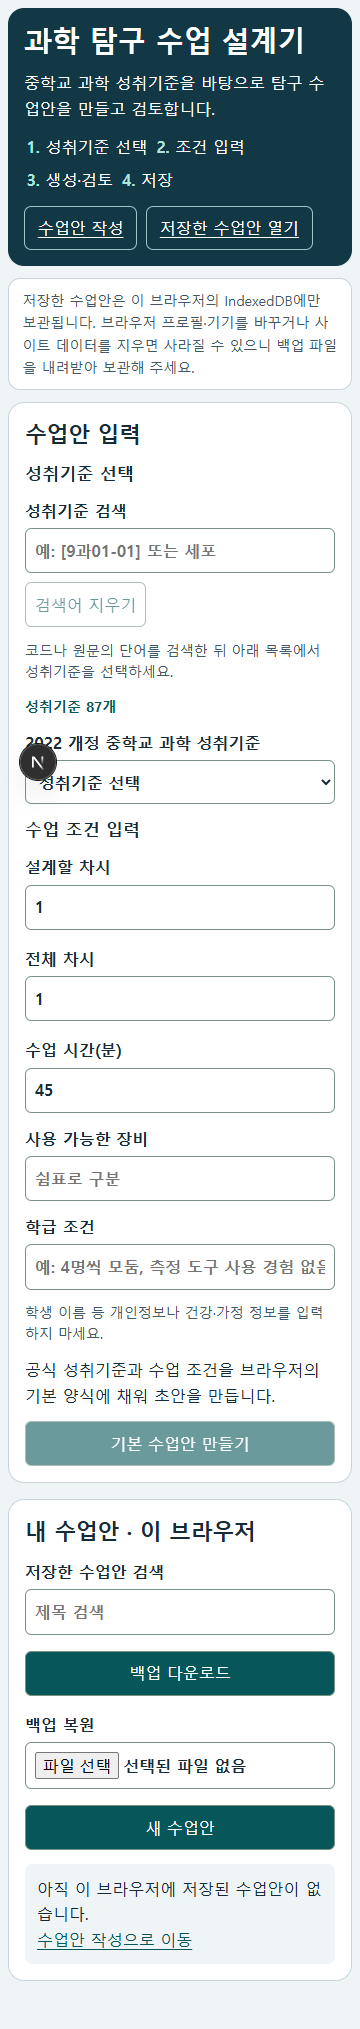 과학 탐구 수업 설계기
중학교 과학 성취기준을 바탕으로 탐구 수
업안을 만들고 검토합니다.
1. 성취기준 선택 2. 조건 입력
3. 생성·검토 4. 저장
수업안 작성 저장한 수업안 열기
저장한 수업안은 이 브라우저의 IndexedDB에만
보관됩니다. 브라우저 프로필·기기를 바꾸거나 사
이트 데이터를 지우면 사라질 수 있으니 백업 파일
을 내려받아 보관해 주세요.
수업안 입력
성취기준 선택
성취기준 검색
예: [9과01-01] 또는 세포
검색어 지우기
코드나 원문의 단어를 검색한 뒤 아래 목록에서
성취기준을 선택하세요.
성취기준 87개
2022 개정 중학교 과학 성취기준
N
성취기준 선택
수업 조건 입력
설계할 차시
1
전체 차시
1
수업 시간(분)
45
사용 가능한 장비
쉼표로 구분
학급 조건
예: 4명씩 모둠, 측정 도구 사용 경험 없음
학생 이름 등 개인정보나 건강·가정 정보를 입력
하지 마세요.
공식 성취기준과 수업 조건을 브라우저의
기본 양식에 채워 초안을 만듭니다.
기본 수업안 만들기
내 수업안 · 이 브라우저
저장한 수업안 검색
제목 검색
백업 다운로드
백업 복원
파일 선택 선택된 파일 없음
새 수업안
아직 이 브라우저에 저장된 수업안이 없
습니다.
수업안 작성으로 이동